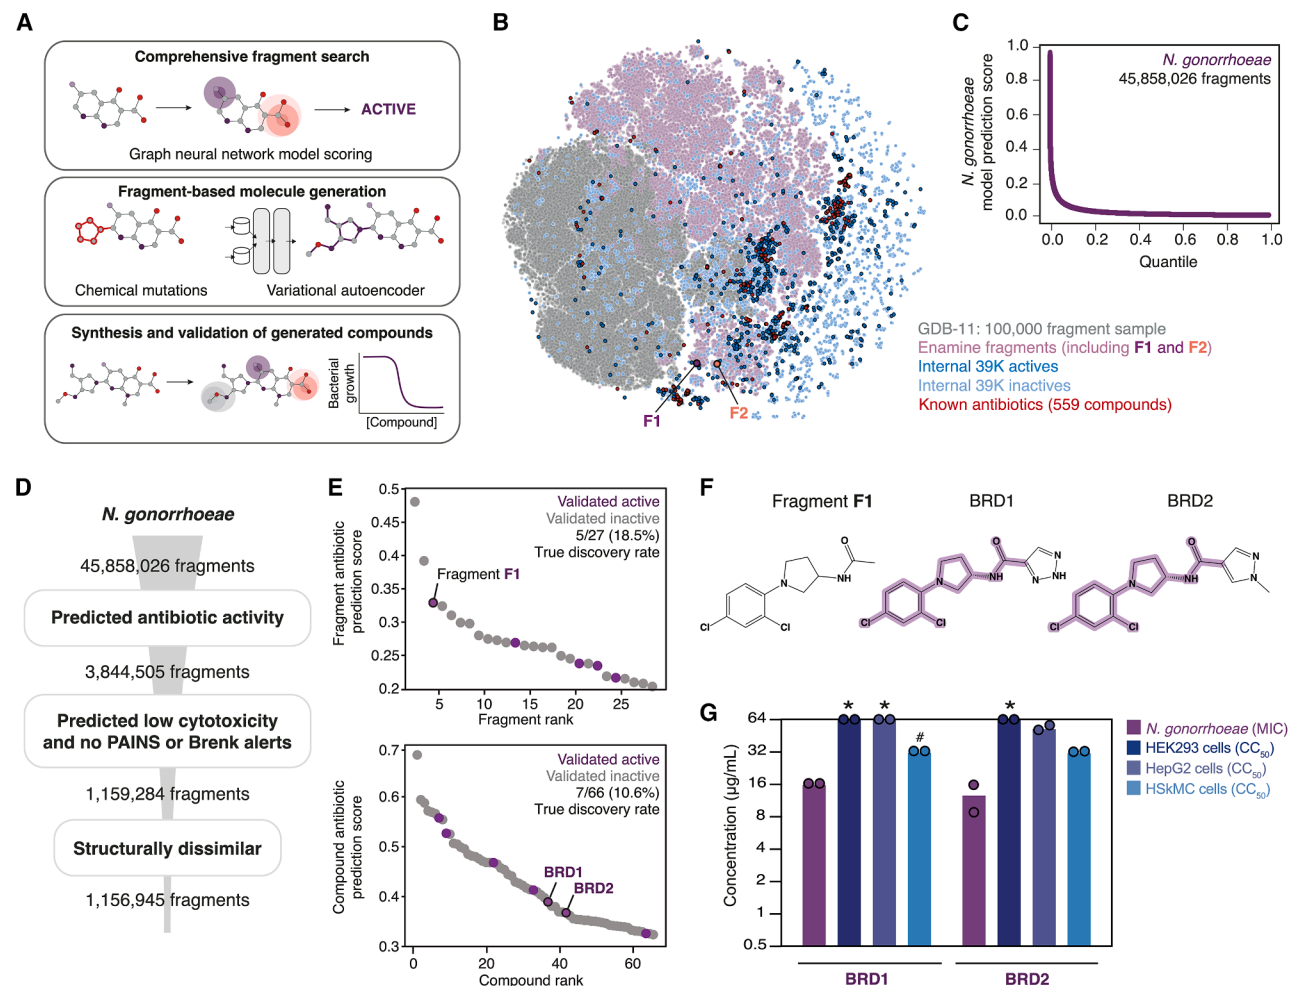 A
Comprehensive fragment search
ACTIVE
Graph neural network model scoring
Fragment-based molecule generation
Chemical mutations
Variational autoencoder
Synthesis and validation of generated compounds
Bacterial
growth
[Compound]
B
F1
F2
C
N. gonorrhoeae
model prediction score
1.0
0.8
0.6
0.4
0.2
0.0
N. gonorrhoeae
45,858,026 fragments
0.0 0.2 0.4 0.6 0.8 1.0
Quantile
GDB-11: 100,000 fragment sample
Enamine fragments (including F1 and F2)
Internal 39K actives
Internal 39K inactives
Known antibiotics (559 compounds)
D
N. gonorrhoeae
45,858,026 fragments
Predicted antibiotic activity
3,844,505 fragments
Predicted low cytotoxicity
and no PAINS or Brenk alerts
1,159,284 fragments
Structurally dissimilar
1,156,945 fragments
E
Fragment antibiotic
prediction score
0.5
0.45
0.4
0.35
0.3
0.25
0.2
Validated active
Validated inactive
5/27 (18.5%)
True discovery rate
Fragment F1
5 10 15 20 25
Fragment rank
Compound antibiotic
prediction score
0.7
0.6
0.5
0.4
0.3
Validated active
Validated inactive
7/66 (10.6%)
True discovery rate
BRD1
BRD2
0 20 40 60
Compound rank
F
Fragment F1
BRD1
BRD2
O
N
NH
Cl
Cl
O
N
NH
N
N
NH
Cl
Cl
O
N
NH
N
N
Cl
Cl
G
Concentration (μg/mL)
64
32
16
8
4
2
1
0.5
* *
#
*
BRD1
BRD2
N. gonorrhoeae (MIC)
HEK293 cells (CC50)
HepG2 cells (CC50)
HSkMC cells (CC50)